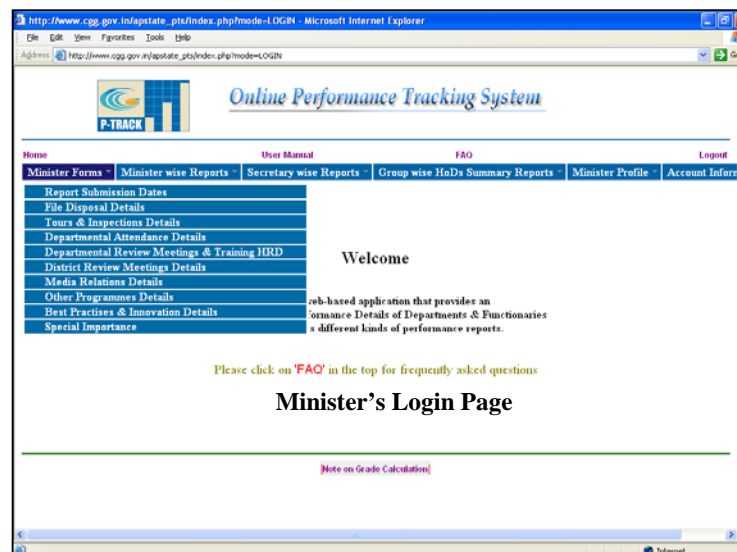 http://www.cgg.gov.in/apstate_pts/index.php?mode=LOGIN - Microsoft Internet Explorer
File Edit View Favorites Tools Help
Address http://www.cgg.gov.in/apstate_pts/index.php?mode=LOGIN
P-TRACK
Online Performance Tracking System
Home User Manual FAQ Logout
Minister Forms Minister wise Reports Secretary wise Reports Group wise HoDs Summary Reports Minister Profile Account Inform
Report Submission Dates
File Disposal Details
Tours & Inspections Details
Departmental Attendance Details
Departmental Review Meetings & Training HRD
District Review Meetings Details
Media Relations Details
Other Programmes Details
Best Practises & Innovation Details
Special Importance
Welcome
web-based application that provides an
formance Details of Departments & Functionaries
s different kinds of performance reports.
Please click on 'FAQ' in the top for frequently asked questions
Minister's Login Page
Note on Grade Calculation
Internet